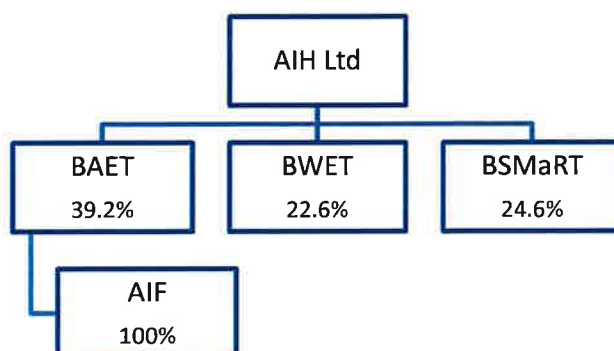 AIH Ltd
BAET
39.2%
BWET
22.6%
BSMaRT
24.6%
AIF
100%